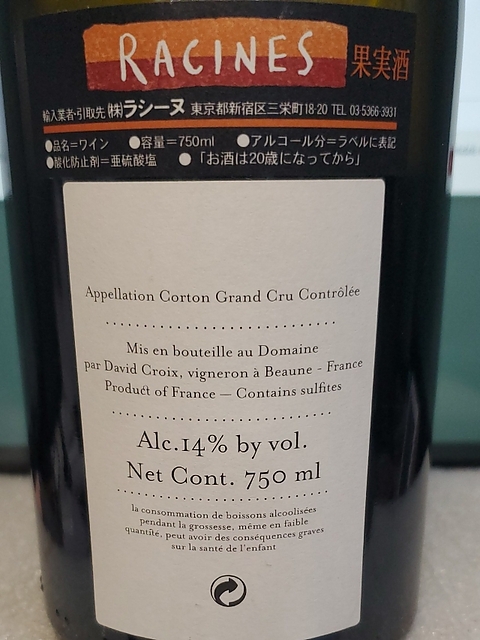 RACINES
果実酒
輸入業者・引取先 ㈱ラシーヌ 東京都新宿区三栄町18-20 TEL 03-5366-3931
●品名=ワイン ●容量=750ml ●アルコール分=ラベルに表記
●酸化防止剤=亜硫酸塩 ●「お酒は20歳になってから」
Appellation Corton Grand Cru Contrôlée
Mis en bouteille au Domaine
par David Croix, vigneron à Beaune - France
Product of France — Contains sulfites
Alc.14% by vol.
Net Cont. 750 ml
la consommation de boissons alcoolisées
pendant la grossesse, même en faible
quantité, peut avoir des conséquences graves
sur la santé de l'enfant